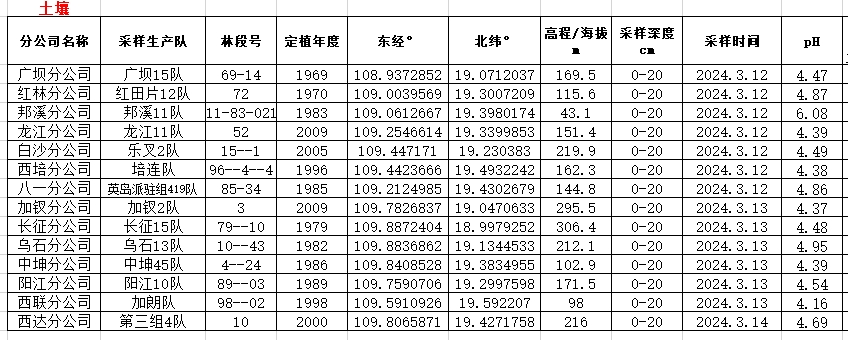 土壤
分公司名称 采样生产队 林段号 定植年度 东经° 北纬° 高程/海拔m 采样深度cm 采样时间 pH
广坝分公司 广坝15队 69-14 1969 108.9372852 19.0712037 169.5 0-20 2024.3.12 4.47
红林分公司 红田片12队 72 1970 109.0039569 19.3007209 115.6 0-20 2024.3.12 4.87
邦溪分公司 邦溪11队 11-83-021 1983 109.0612667 19.3980174 43.1 0-20 2024.3.12 6.08
龙江分公司 龙江11队 52 2009 109.2546614 19.3399853 151.4 0-20 2024.3.12 4.39
白沙分公司 乐叉2队 15--1 2005 109.447171 19.230383 219.9 0-20 2024.3.12 4.49
西培分公司 培连队 96--4--4 1996 109.4423666 19.4932242 162.3 0-20 2024.3.12 4.38
八一分公司 英岛派驻组419队 85-34 1985 109.2124985 19.4302679 144.8 0-20 2024.3.12 4.86
加钗分公司 加钗2队 3 2009 109.7826837 19.0470633 295.5 0-20 2024.3.13 4.37
长征分公司 长征15队 79--10 1979 109.8872404 18.9979252 306.4 0-20 2024.3.13 4.48
乌石分公司 乌石13队 10--43 1982 109.8836862 19.1344533 212.1 0-20 2024.3.13 4.95
中坤分公司 中坤45队 4--24 1986 109.8408528 19.3834955 102.9 0-20 2024.3.13 4.39
阳江分公司 阳江10队 89--03 1989 109.7590706 19.2997598 171.5 0-20 2024.3.13 4.54
西联分公司 加朗队 98--02 1998 109.5910926 19.592207 98 0-20 2024.3.13 4.16
西达分公司 第三组4队 10 2000 109.8065871 19.4271758 216 0-20 2024.3.14 4.69